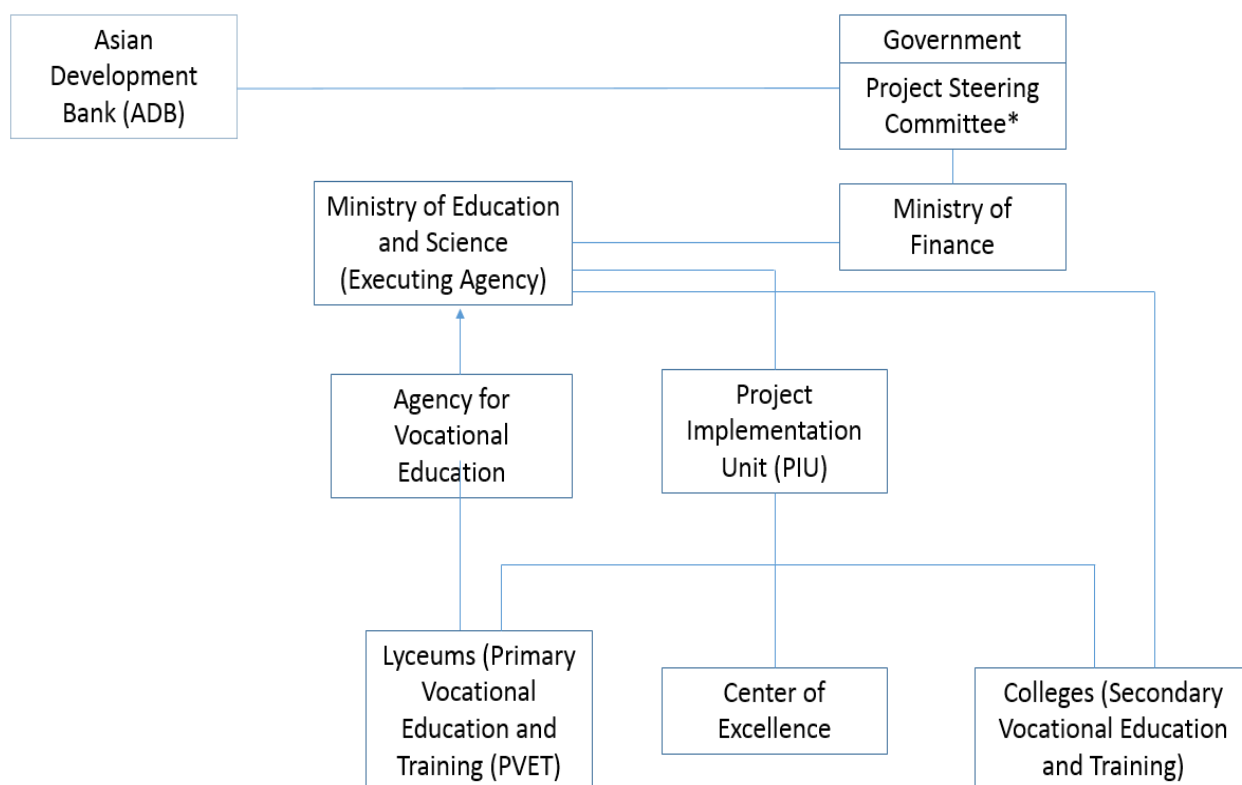 Asian
Development
Bank (ADB)
Government
Project Steering
Committee*
Ministry of Education
and Science
(Executing Agency)
Ministry of
Finance
Agency for
Vocational
Education
Project
Implementation
Unit (PIU)
Lyceums (Primary
Vocational
Education and
Training (PVET)
Center of
Excellence
Colleges (Secondary
Vocational Education
and Training)